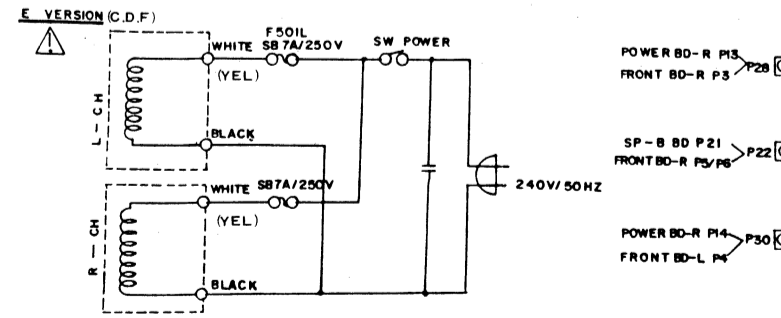 E VERSION (C.D.F)
F501L
WHITE SB 7A/250V
SW POWER
(YEL)
L-CH
BLACK
WHITE SB7A/250V
(YEL)
R-CH
BLACK
240V/50HZ
POWER BD-R P13
FRONT BD-R P3
P28
SP-B BD P21
FRONT BD-R P5/P6
P22
POWER BD-R P14
FRONT BD-L P4
P30